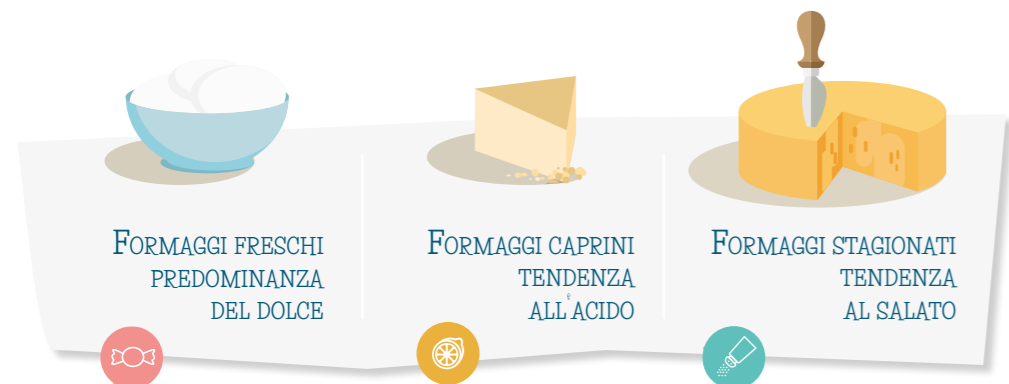 Formaggi freschi
predominanza
del dolce
Formaggi caprini
tendenza
all'acido
Formaggi stagionati
tendenza
al salato